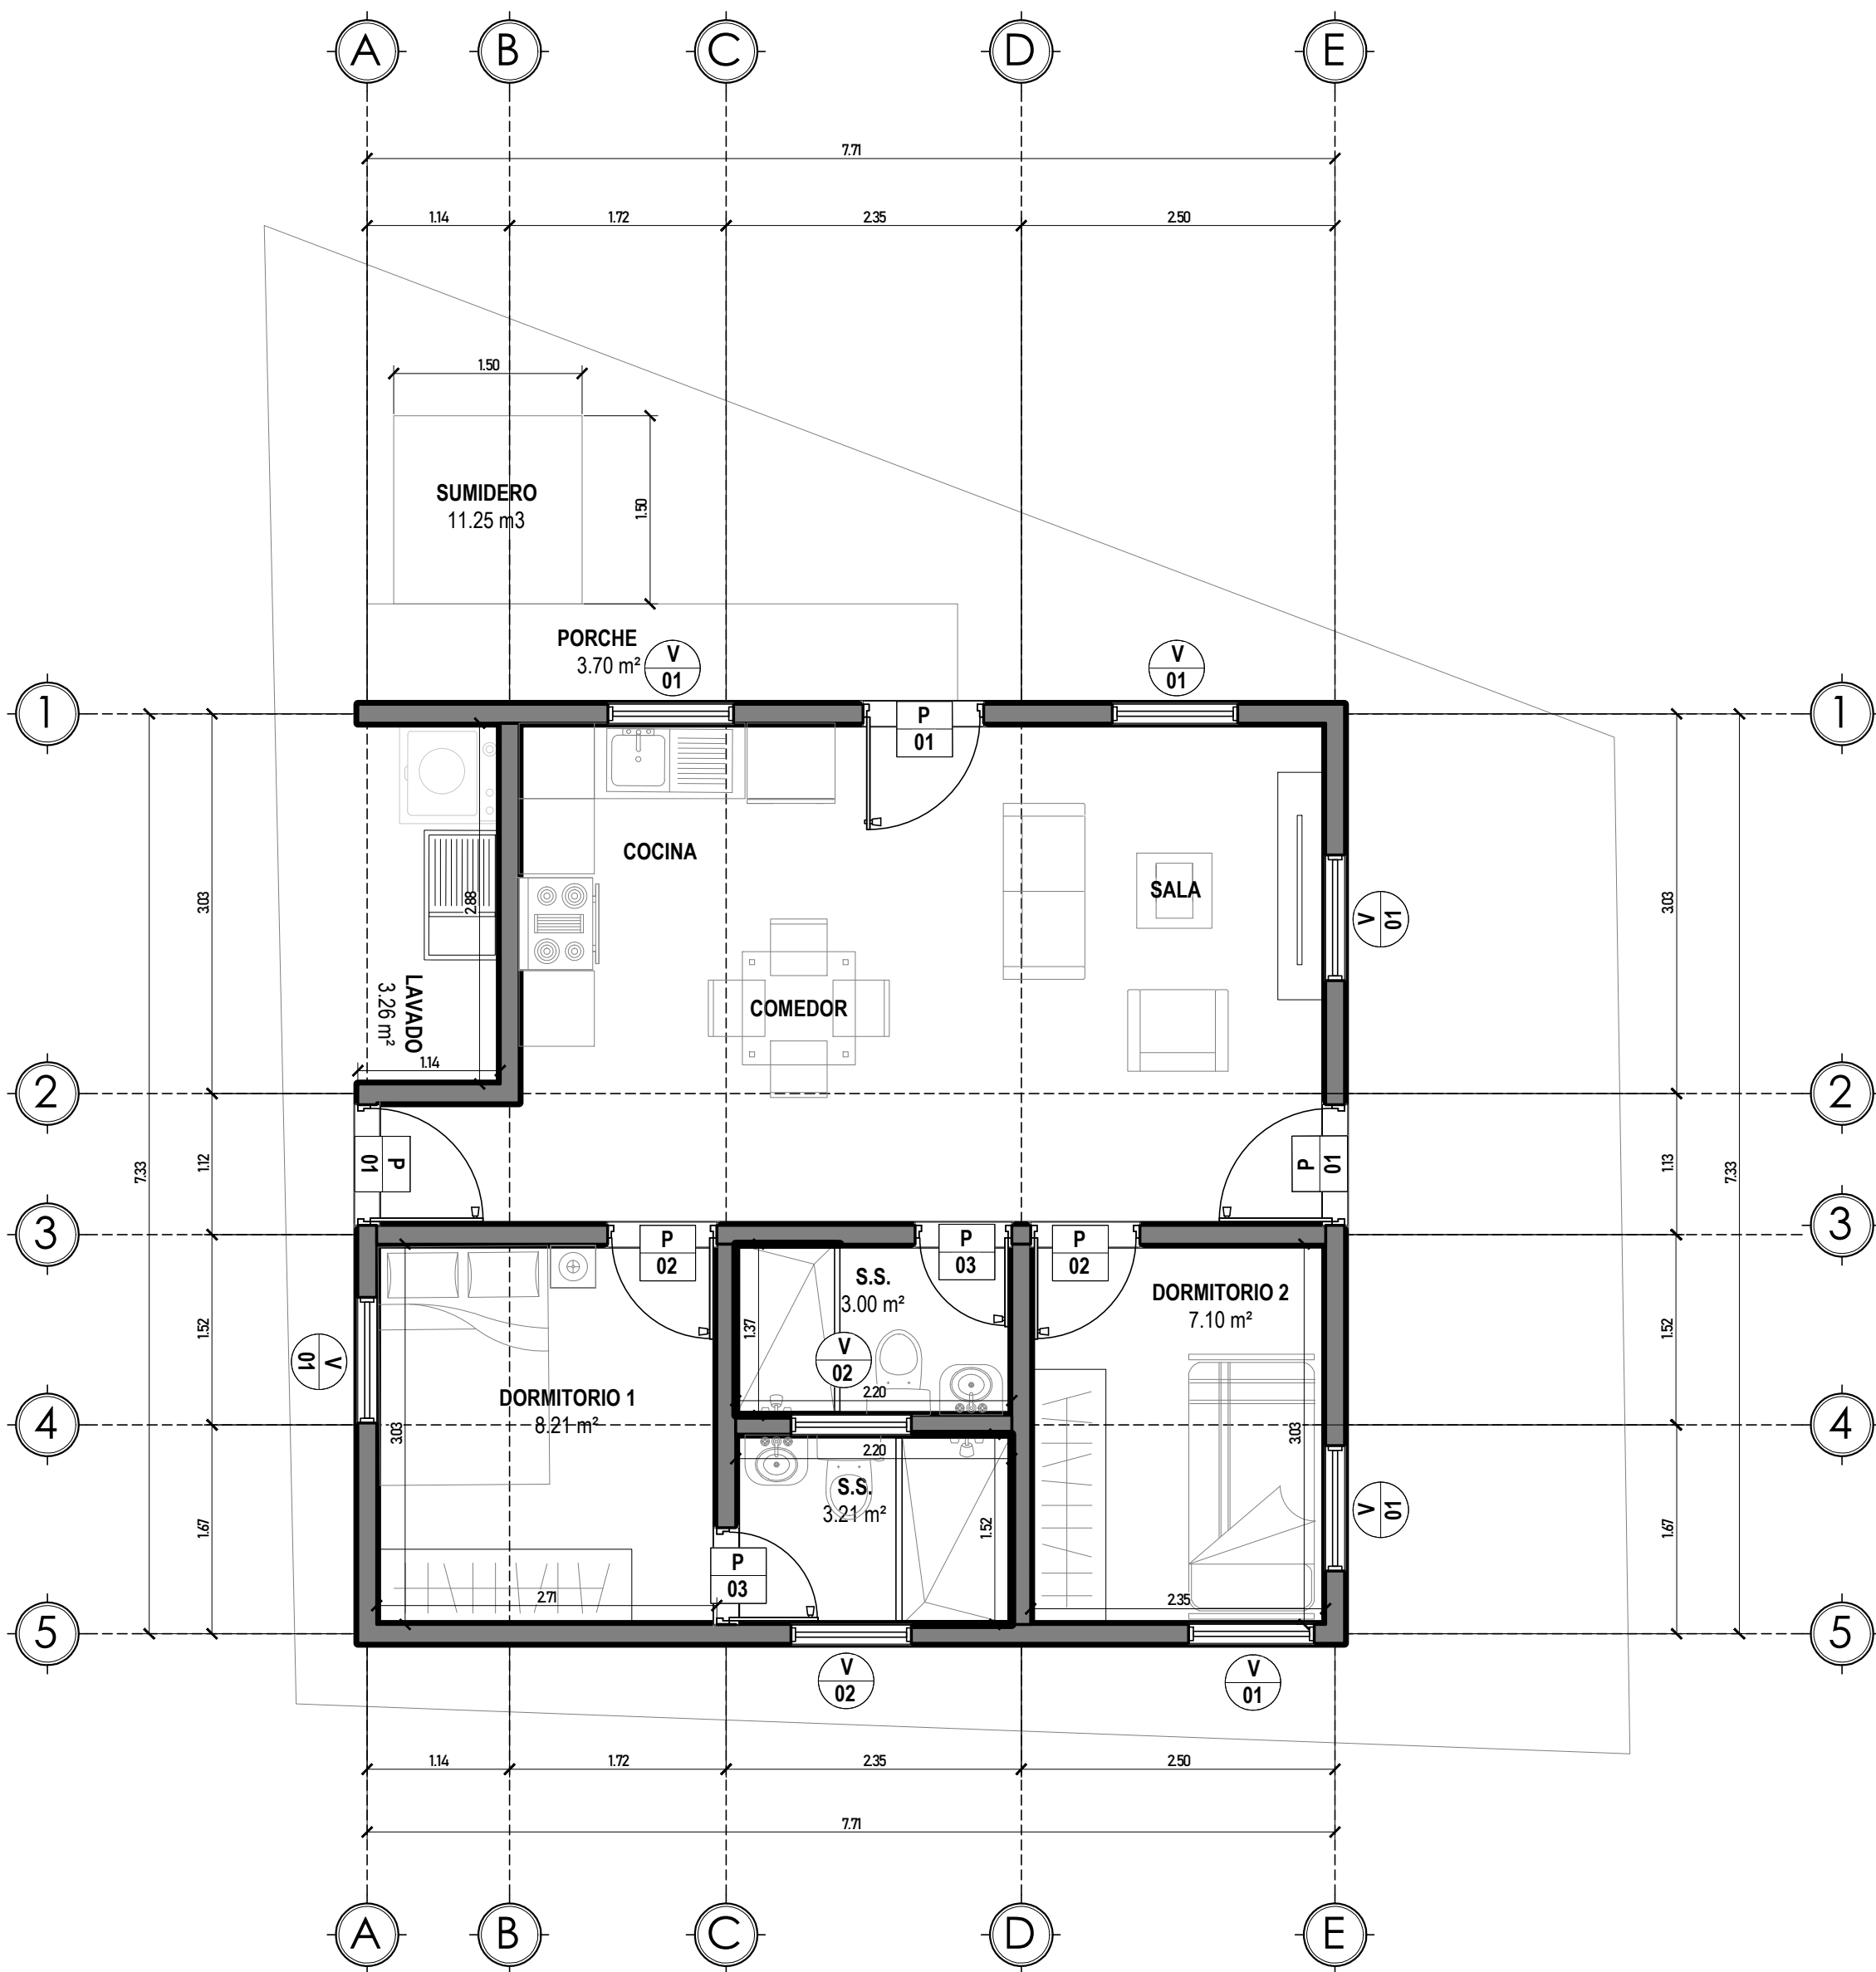 A
B
C
D
E
7.71
1.14
1.72
2.35
2.50
1.50
SUMIDERO
11.25 m3
1.50
PORCHE
3.70 m²
V
01
V
01
1
1
P
01
COCINA
SALA
3.03
2.88
3.03
V
01
LAVADO
3.26 m²
COMEDOR
1.14
2
2
7.33
1.12
P
01
P
01
1.13
7.33
3
3
P
02
P
03
P
02
S.S.
3.00 m²
DORMITORIO 2
7.10 m²
1.52
1.37
1.52
V
01
V
02
2.20
DORMITORIO 1
8.21 m²
4
4
3.03
3.03
2.20
S.S.
3.21 m²
V
01
1.67
1.52
1.67
P
03
2.71
2.35
5
5
V
02
V
01
1.14
1.72
2.35
2.50
7.71
A
B
C
D
E